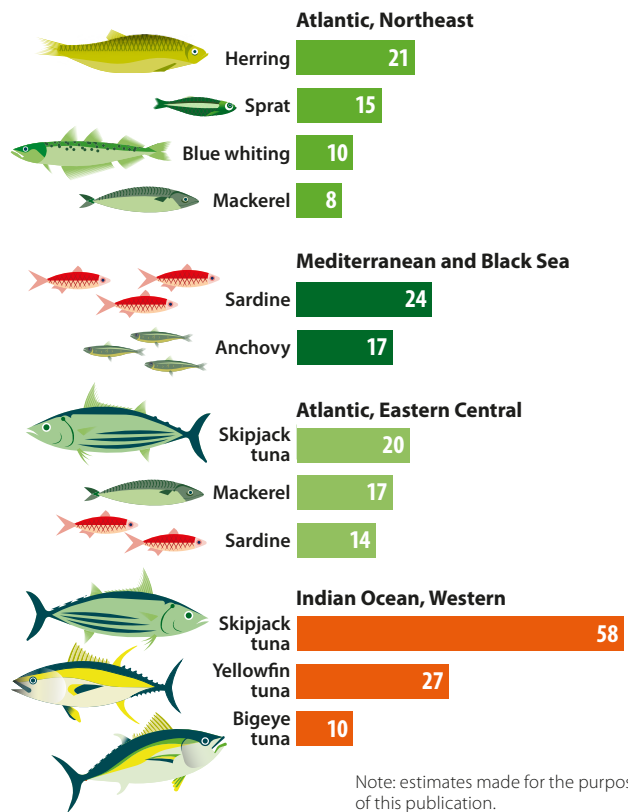 Atlantic, Northeast
Herring 21
Sprat 15
Blue whiting 10
Mackerel 8
Mediterranean and Black Sea
Sardine 24
Anchovy 17
Atlantic, Eastern Central
Skipjack
tuna 20
Mackerel 17
Sardine 14
Indian Ocean, Western
Skipjack
tuna 58
Yellowfin
tuna 27
Bigeye
tuna 10
Note: estimates made for the purpos
of this publication.